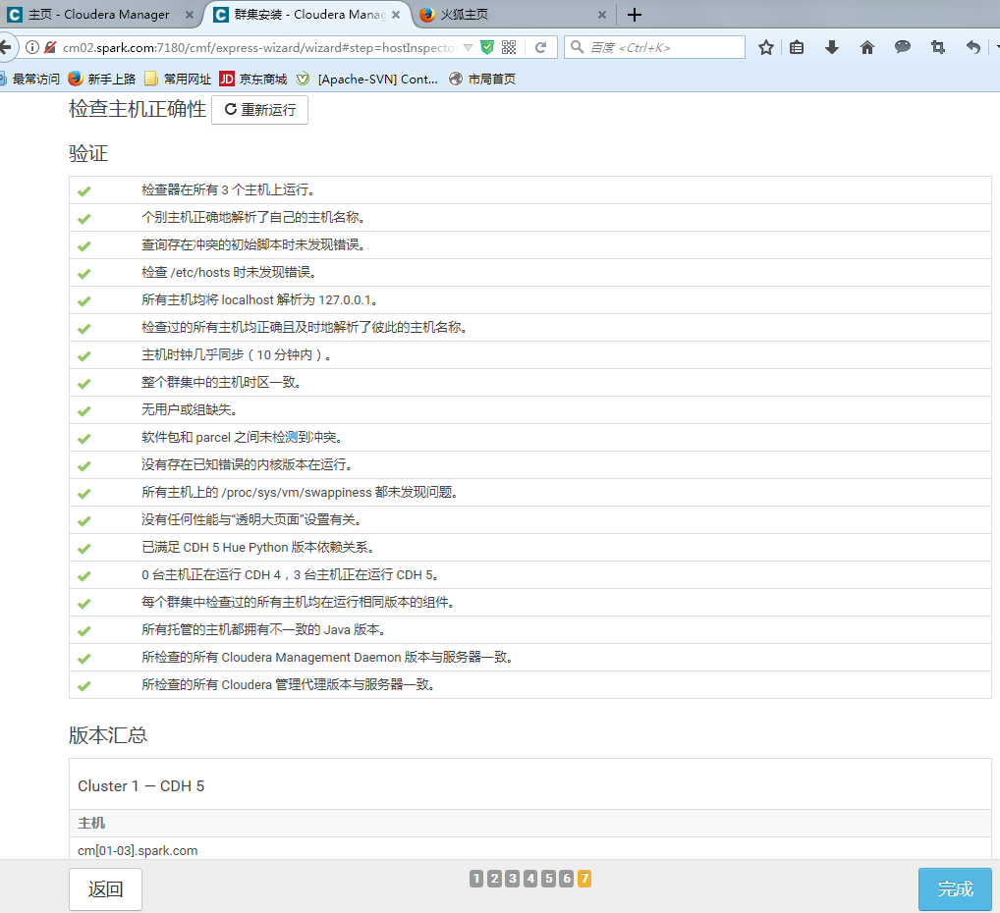 主页 - Cloudera Manager
群集安装 - Cloudera Manag
火狐主页
cm02.spark.com:7180/cmf/express-wizard/wizard#step=hostInspector
百度 <Ctrl+K>
最常访问 新手上路 常用网址 JD 京东商城 [Apache-SVN] Cont... 市局首页
检查主机正确性 重新运行
验证
检查器在所有 3 个主机上运行。
个别主机正确地解析了自己的主机名称。
查询存在冲突的初始脚本时未发现错误。
检查 /etc/hosts 时未发现错误。
所有主机均将 localhost 解析为 127.0.0.1。
检查过的所有主机均正确且及时地解析了彼此的主机名称。
主机时钟几乎同步（10 分钟内）。
整个群集中的主机时区一致。
无用户或组缺失。
软件包和 parcel 之间未检测到冲突。
没有存在已知错误的内核版本在运行。
所有主机上的 /proc/sys/vm/swappiness 都未发现问题。
没有任何性能与“透明大页面”设置有关。
已满足 CDH 5 Hue Python 版本依赖关系。
0 台主机正在运行 CDH 4，3 台主机正在运行 CDH 5。
每个群集中检查过的所有主机均在运行相同版本的组件。
所有托管的主机都拥有不一致的 Java 版本。
所检查的所有 Cloudera Management Daemon 版本与服务器一致。
所检查的所有 Cloudera 管理代理版本与服务器一致。
版本汇总
Cluster 1 — CDH 5
主机
cm[01-03].spark.com
返回 1 2 3 4 5 6 7 完成